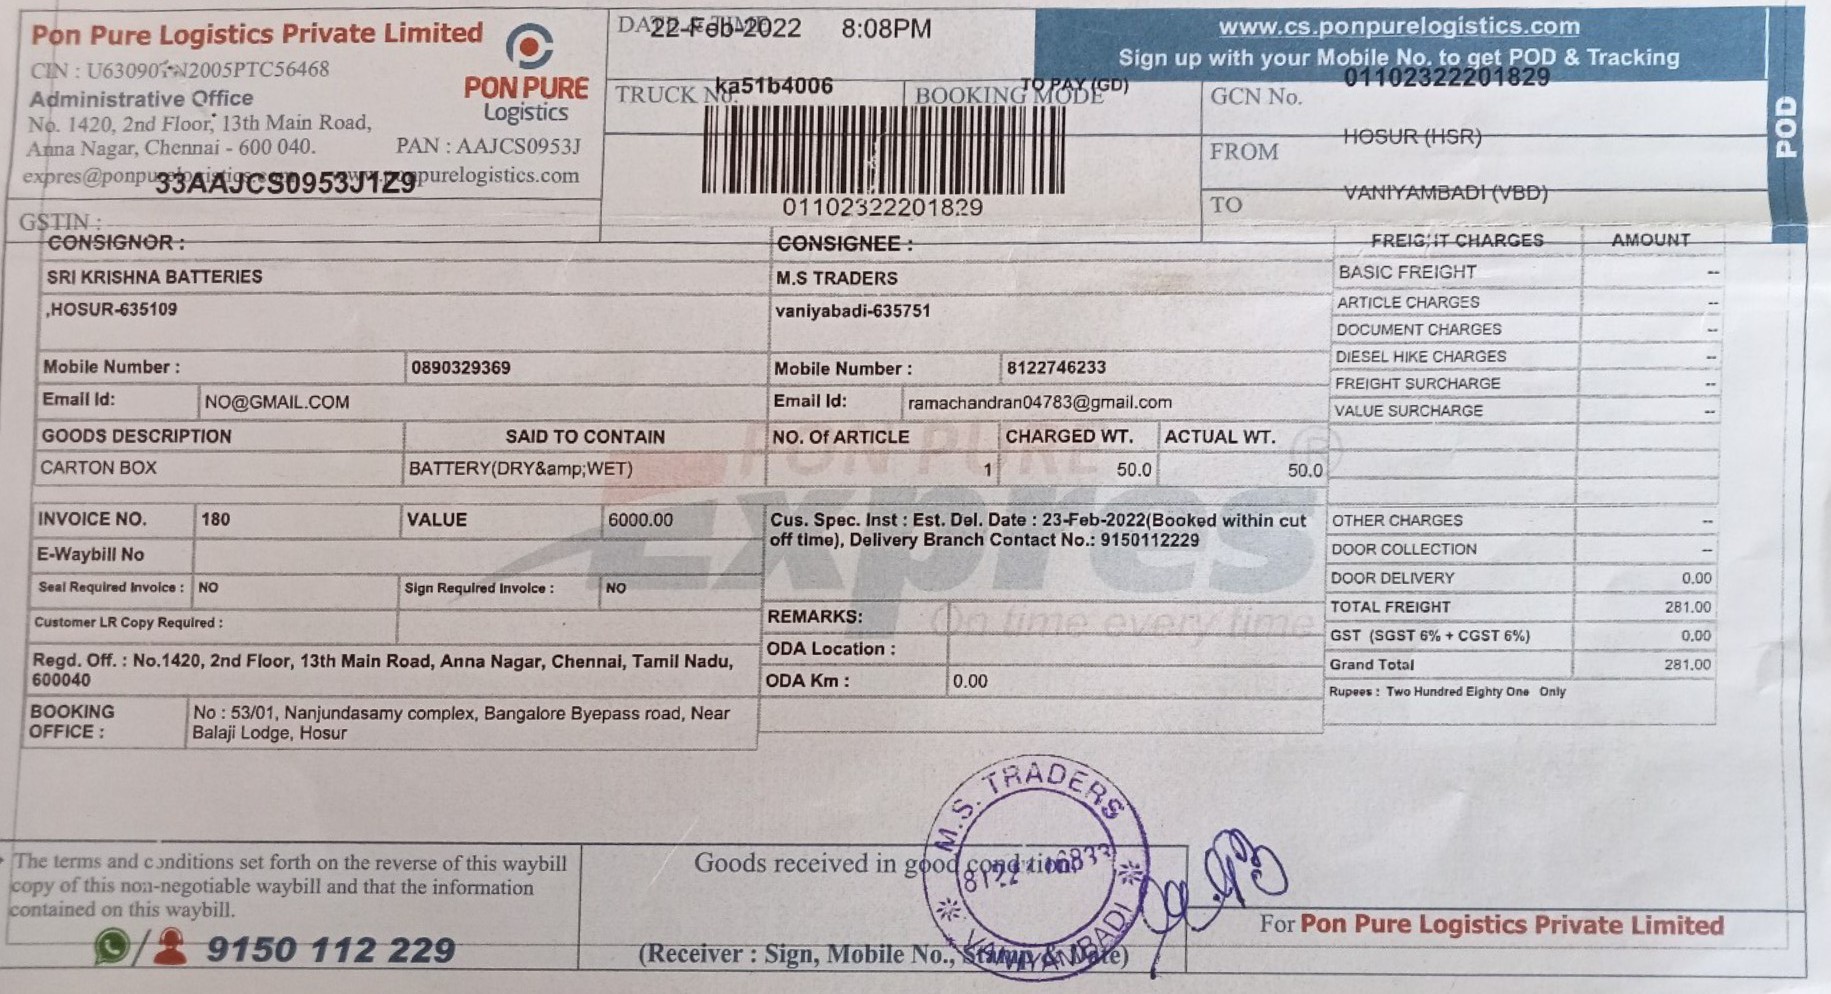 Pon Pure Logistics Private Limited
CIN : U63090TN2005PTC56468
Administrative Office
No. 1420, 2nd Floor, 13th Main Road,
Anna Nagar, Chennai - 600 040.
PAN : AAJCS0953J
33AAJCS0953J1Z9
GSTIN :
PON PURE
Logistics
22-Feb-2022 8:08PM
TRUCK No. ka51b4006
BOOKING MODE TO PAY (GD)
01102322201829
www.cs.ponpurelogistics.com
Sign up with your Mobile No. to get POD & Tracking
GCN No. 01102322201829
FROM HOSUR (HSR)
TO VANIYAMBADI (VBD)
POD
CONSIGNOR :
SRI KRISHNA BATTERIES
,HOSUR-635109
Mobile Number : 0890329369
Email Id: NO@GMAIL.COM
CONSIGNEE :
M.S TRADERS
vaniyabadi-635751
Mobile Number : 8122746233
Email Id: ramachandran04783@gmail.com
GOODS DESCRIPTION SAID TO CONTAIN NO. Of ARTICLE CHARGED WT. ACTUAL WT.
CARTON BOX BATTERY(DRY&amp;WET) 1 50.0 50.0
INVOICE NO. 180 VALUE 6000.00
E-Waybill No
Seal Required Invoice : NO Sign Required Invoice : NO
Customer LR Copy Required :
Regd. Off. : No.1420, 2nd Floor, 13th Main Road, Anna Nagar, Chennai, Tamil Nadu,
600040
BOOKING OFFICE : No : 53/01, Nanjundasamy complex, Bangalore Byepass road, Near
Balaji Lodge, Hosur
Cus. Spec. Inst : Est. Del. Date : 23-Feb-2022(Booked within cut
off time), Delivery Branch Contact No.: 9150112229
REMARKS:
ODA Location :
ODA Km : 0.00
PON PURE
Expres
On time every time
FREIGHT CHARGES AMOUNT
BASIC FREIGHT --
ARTICLE CHARGES --
DOCUMENT CHARGES --
DIESEL HIKE CHARGES --
FREIGHT SURCHARGE --
VALUE SURCHARGE --
OTHER CHARGES --
DOOR COLLECTION --
DOOR DELIVERY 0.00
TOTAL FREIGHT 281.00
GST (SGST 6% + CGST 6%) 0.00
Grand Total 281.00
Rupees : Two Hundred Eighty One Only
The terms and conditions set forth on the reverse of this waybill
copy of this non-negotiable waybill and that the information
contained on this waybill.
9150 112 229
Goods received in good condition.
(Receiver : Sign, Mobile No., Stamp & Date)
M.S. TRADERS
VANIYAMBADI
For Pon Pure Logistics Private Limited